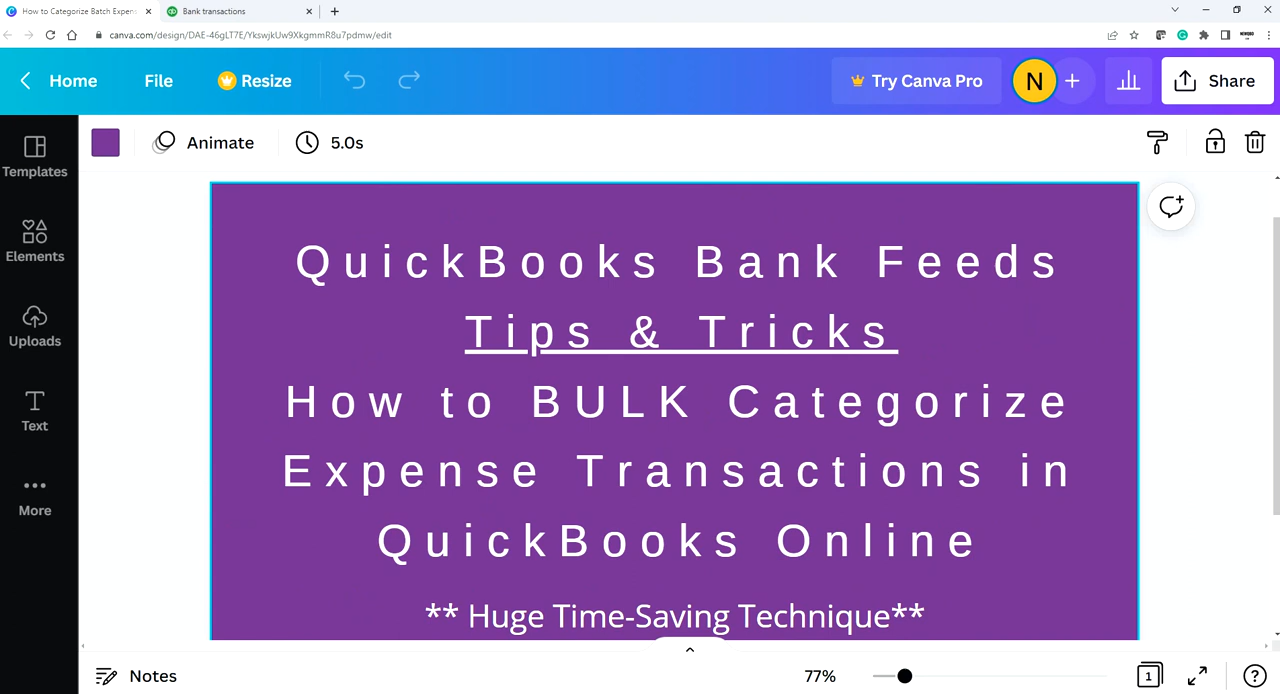 How to Categorize Batch Expens
Bank transactions
canva.com/design/DAE-46gLT7E/YkswjkUw9XkgmmR8u7pdmw/edit
Home File Resize Try Canva Pro N + Share
Animate 5.0s
Templates
Elements
Uploads
Text
More
QuickBooks Bank Feeds
Tips & Tricks
How to BULK Categorize
Expense Transactions in
QuickBooks Online
** Huge Time-Saving Technique**
Notes 77% 1 ?